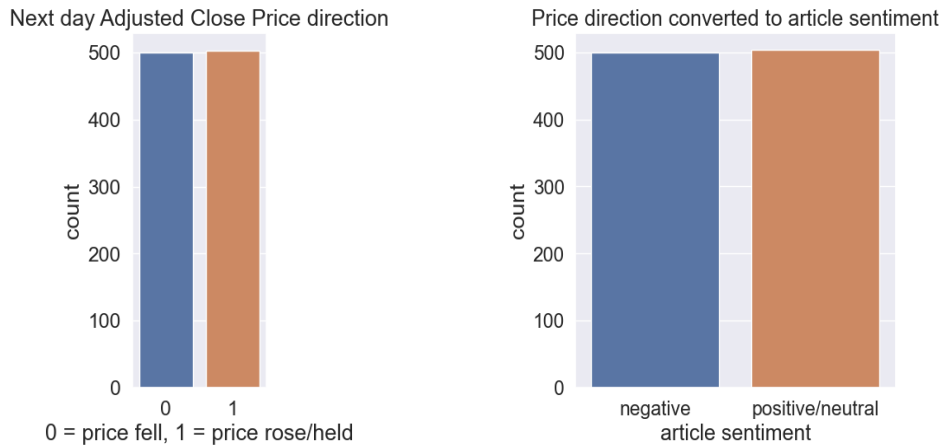 Next day Adjusted Close Price direction
500
400
300
200
100
0
count
0 1
0 = price fell, 1 = price rose/held
Price direction converted to article sentiment
500
400
300
200
100
0
count
negative positive/neutral
article sentiment